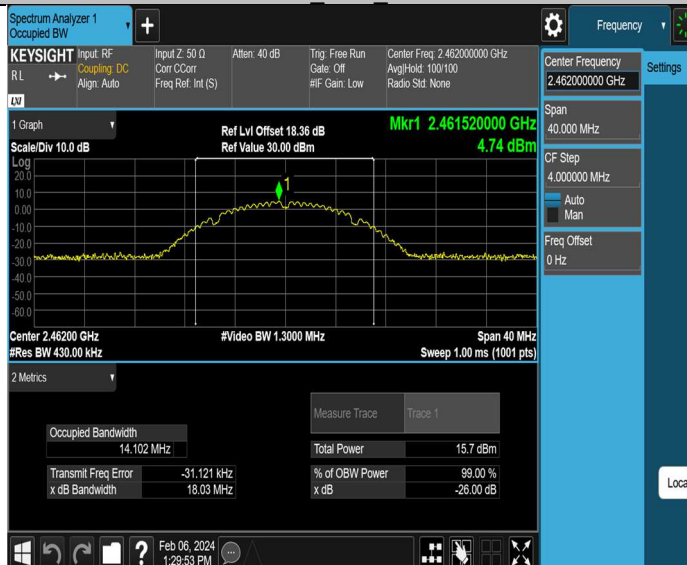 Spectrum Analyzer 1
Occupied BW
+
Frequency
KEYSIGHT
RL
LXI
Input: RF
Coupling: DC
Align: Auto
Input Z: 50 Ω
Corr CCorr
Freq Ref: Int (S)
Atten: 40 dB
Trig: Free Run
Gate: Off
#IF Gain: Low
Center Freq: 2.462000000 GHz
Avg|Hold: 100/100
Radio Std: None
Center Frequency
2.462000000 GHz
Settings
Span
40.000 MHz
CF Step
4.000000 MHz
Auto
Man
Freq Offset
0 Hz
1 Graph
Scale/Div 10.0 dB
Ref Lvl Offset 18.36 dB
Ref Value 30.00 dBm
Mkr1 2.461520000 GHz
4.74 dBm
Log
20.0
10.0
0.00
-10.0
-20.0
-30.0
-40.0
-50.0
-60.0
1
Center 2.46200 GHz
#Video BW 1.3000 MHz
Span 40 MHz
#Res BW 430.00 kHz
Sweep 1.00 ms (1001 pts)
2 Metrics
Measure Trace
Trace 1
Occupied Bandwidth
14.102 MHz
Total Power
15.7 dBm
Transmit Freq Error
-31.121 kHz
% of OBW Power
99.00 %
x dB Bandwidth
18.03 MHz
x dB
-26.00 dB
Loca
?
Feb 06, 2024
1:29:53 PM